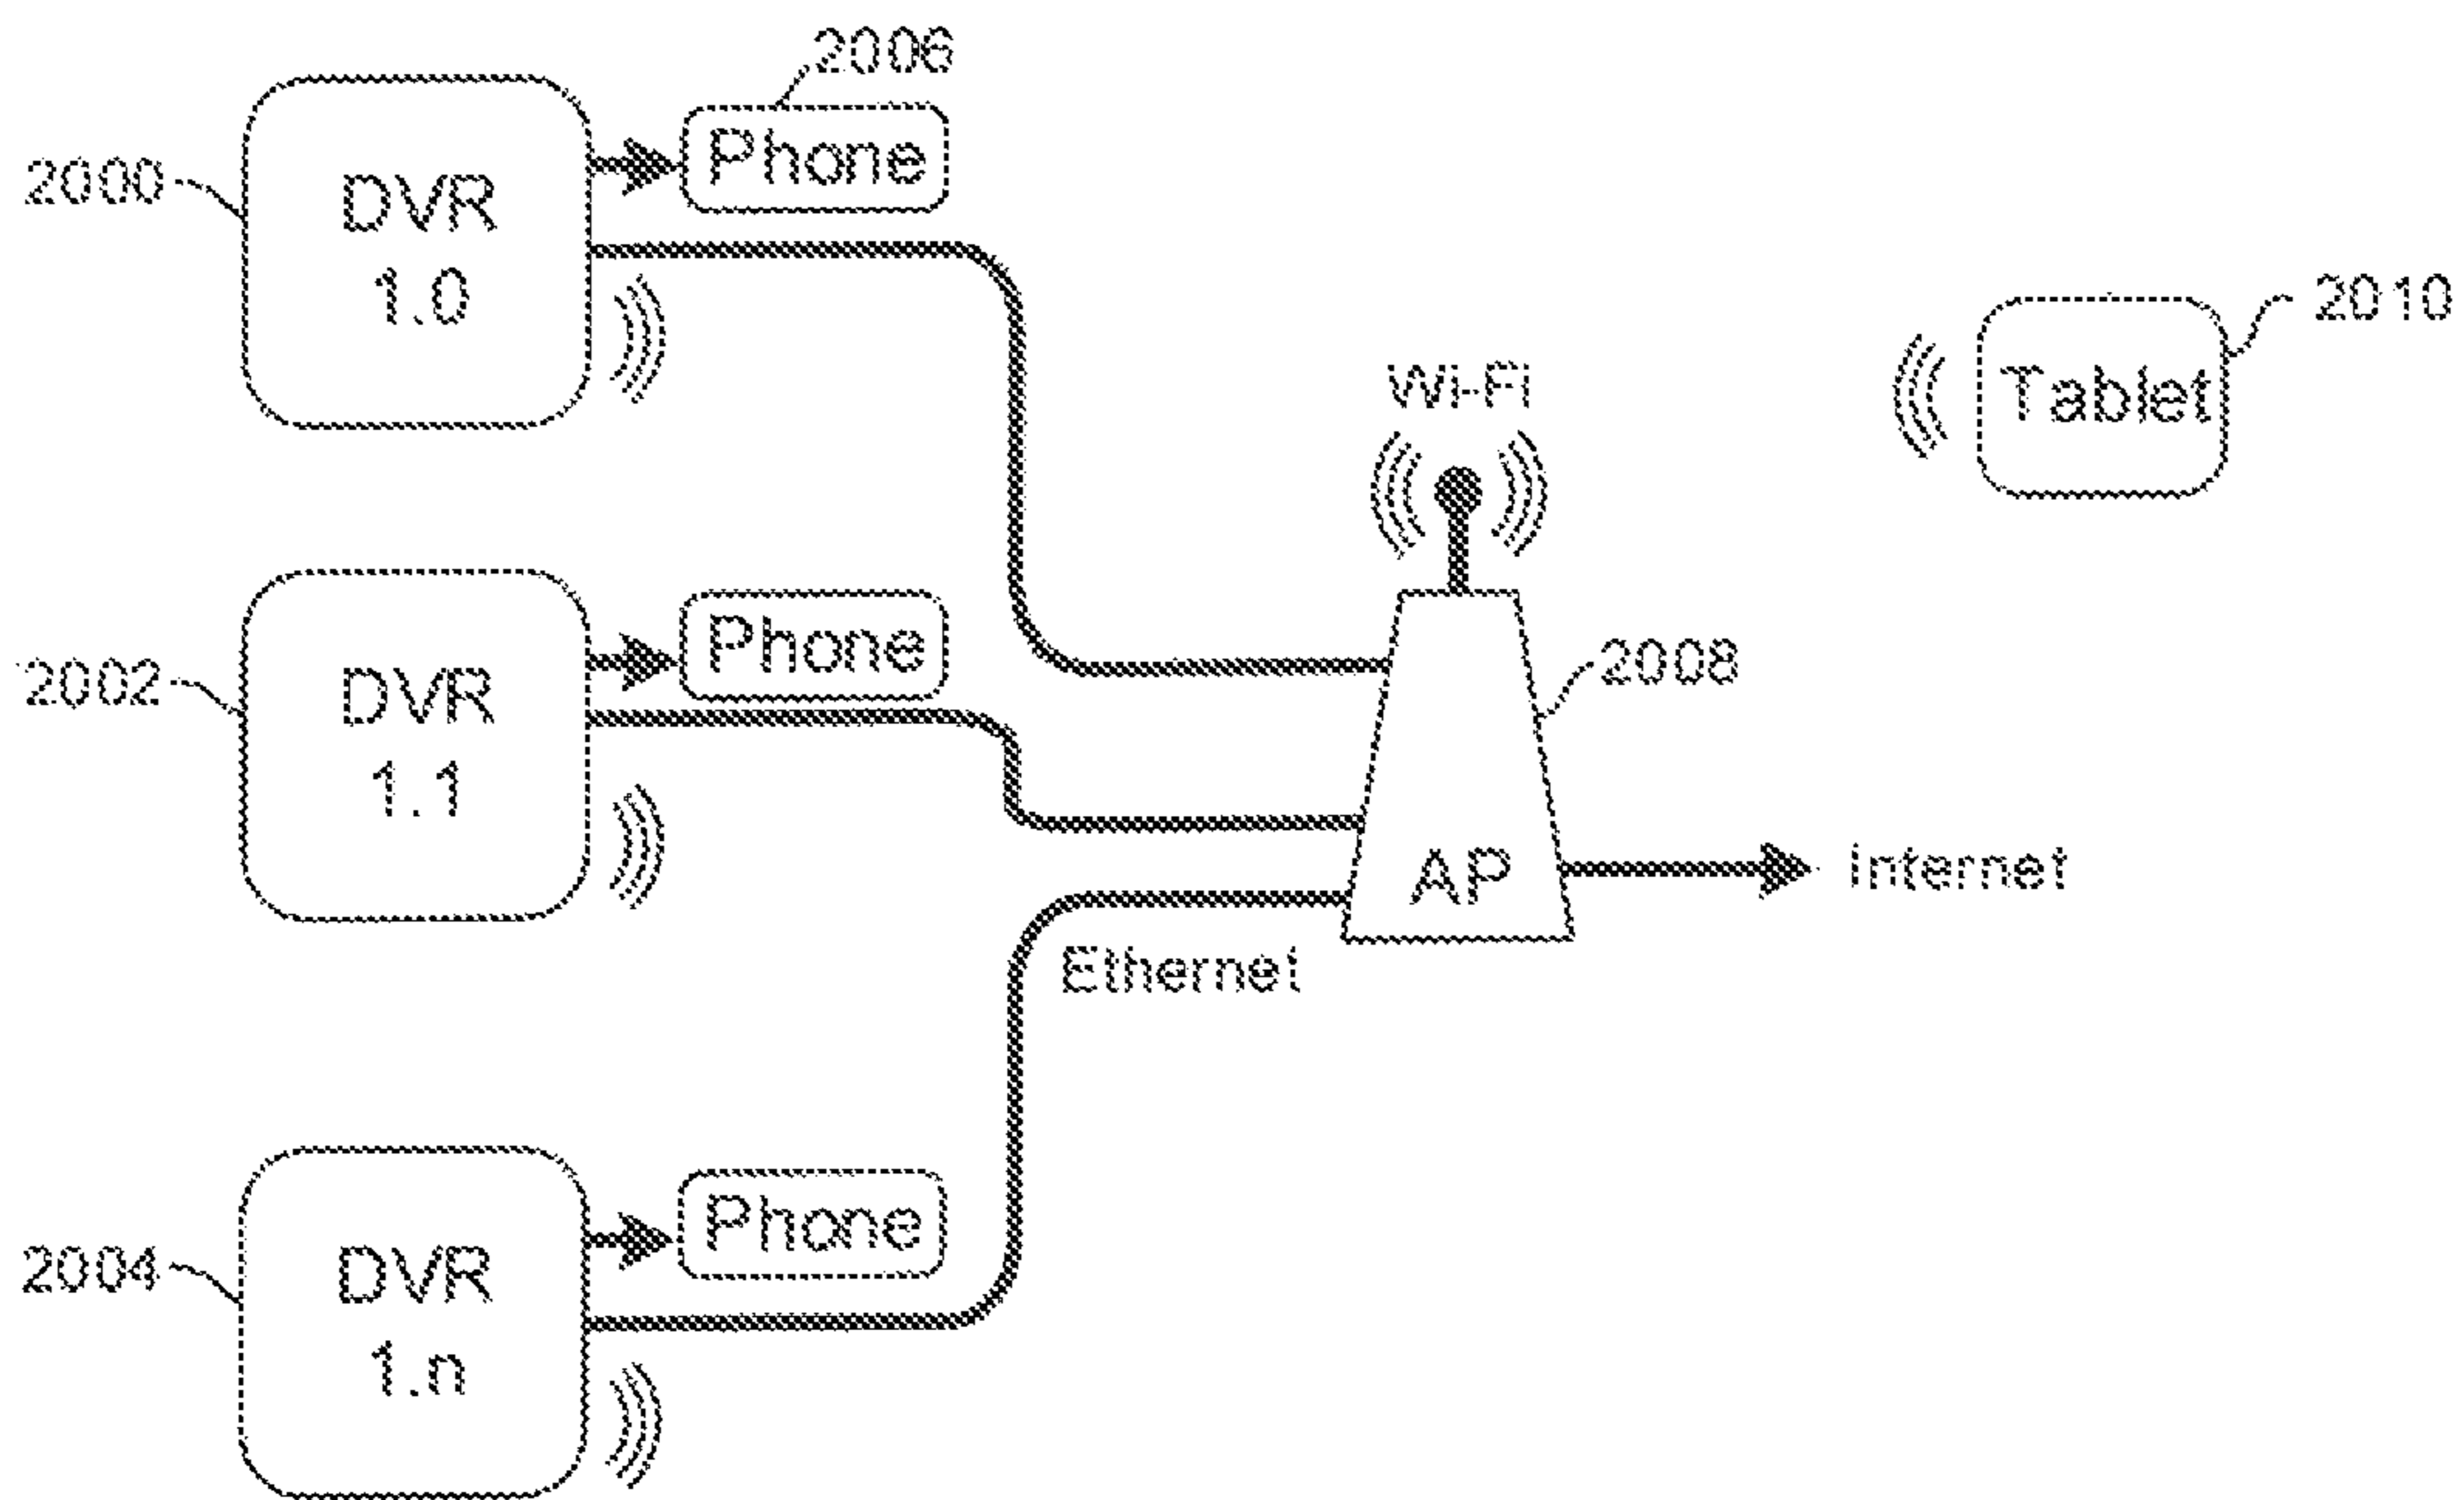 2006
Phone
2000
DVR
1.0
2010
Tablet
Wi-Fi
Phone
2002
DVR
1.1
2008
AP
Internet
Ethernet
Phone
2004
DVR
1.n